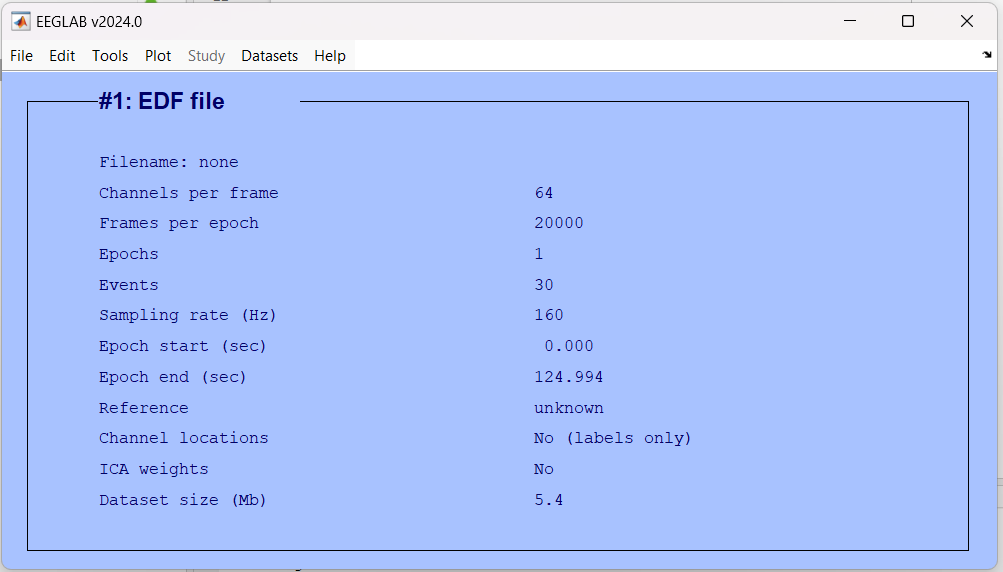 EEGLAB v2024.0
File Edit Tools Plot Study Datasets Help
#1: EDF file
Filename: none
Channels per frame 64
Frames per epoch 20000
Epochs 1
Events 30
Sampling rate (Hz) 160
Epoch start (sec) 0.000
Epoch end (sec) 124.994
Reference unknown
Channel locations No (labels only)
ICA weights No
Dataset size (Mb) 5.4